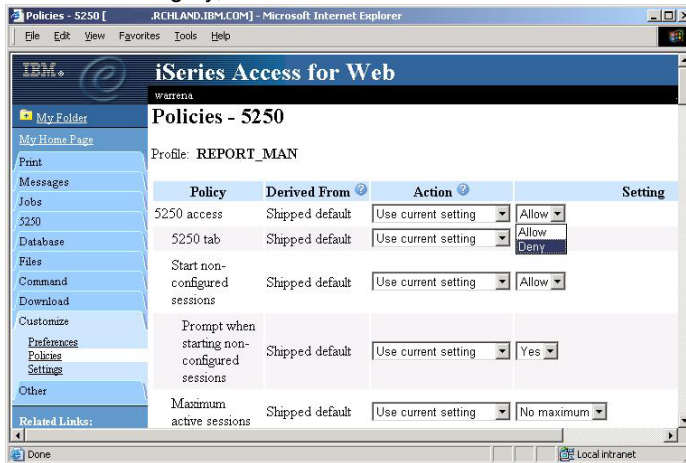 Policies - 5250 [ .RCHLAND.IBM.COM] - Microsoft Internet Explorer
File Edit View Favorites Tools Help
IBM
iSeries Access for Web
warrena
My Folder
My Home Page
Print
Messages
Jobs
5250
Database
Files
Command
Download
Customize
Preferences
Policies
Settings
Other
Related Links:
Policies - 5250
Profile: REPORT_MAN
Policy Derived From Action Setting
5250 access Shipped default Use current setting Allow
Allow
Deny
5250 tab Shipped default Use current setting
Start non-
configured Shipped default Use current setting Allow
sessions
Prompt when
starting non-
configured Shipped default Use current setting Yes
sessions
Maximum
active sessions Shipped default Use current setting No maximum
Done Local intranet